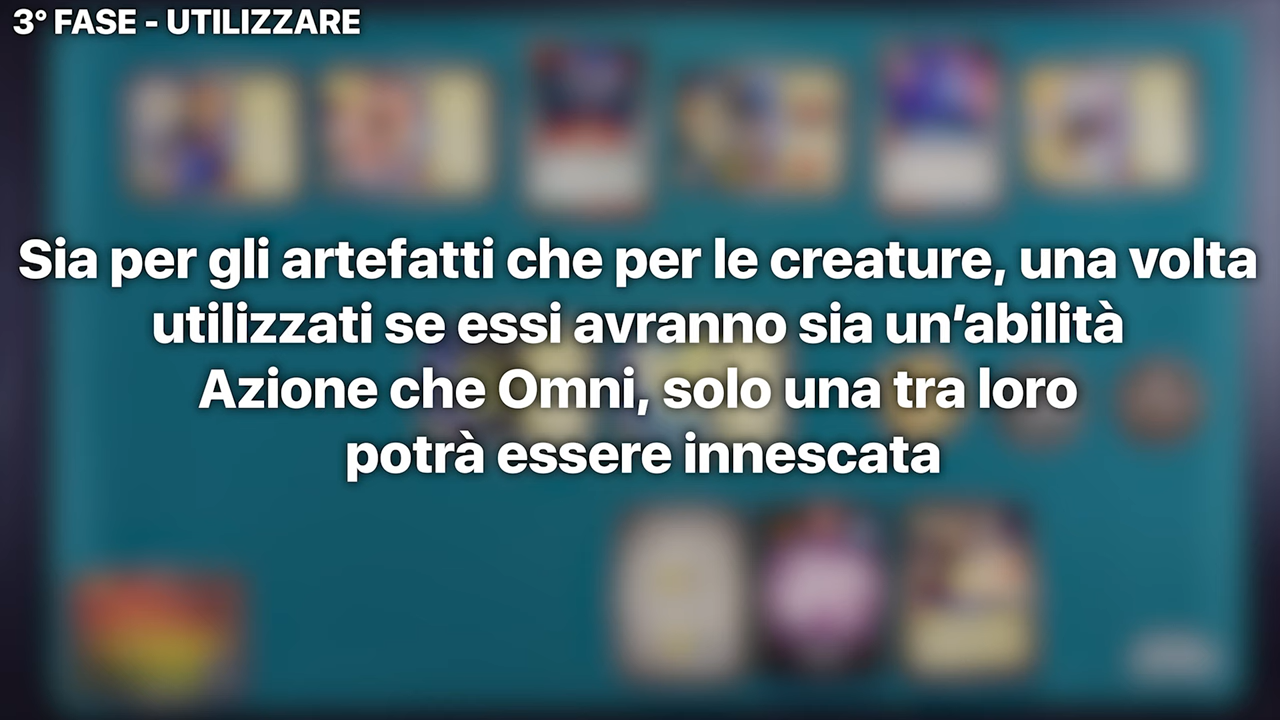 3° FASE - UTILIZZARE
Sia per gli artefatti che per le creature, una volta
utilizzati se essi avranno sia un’abilità
Azione che Omni, solo una tra loro
potrà essere innescata